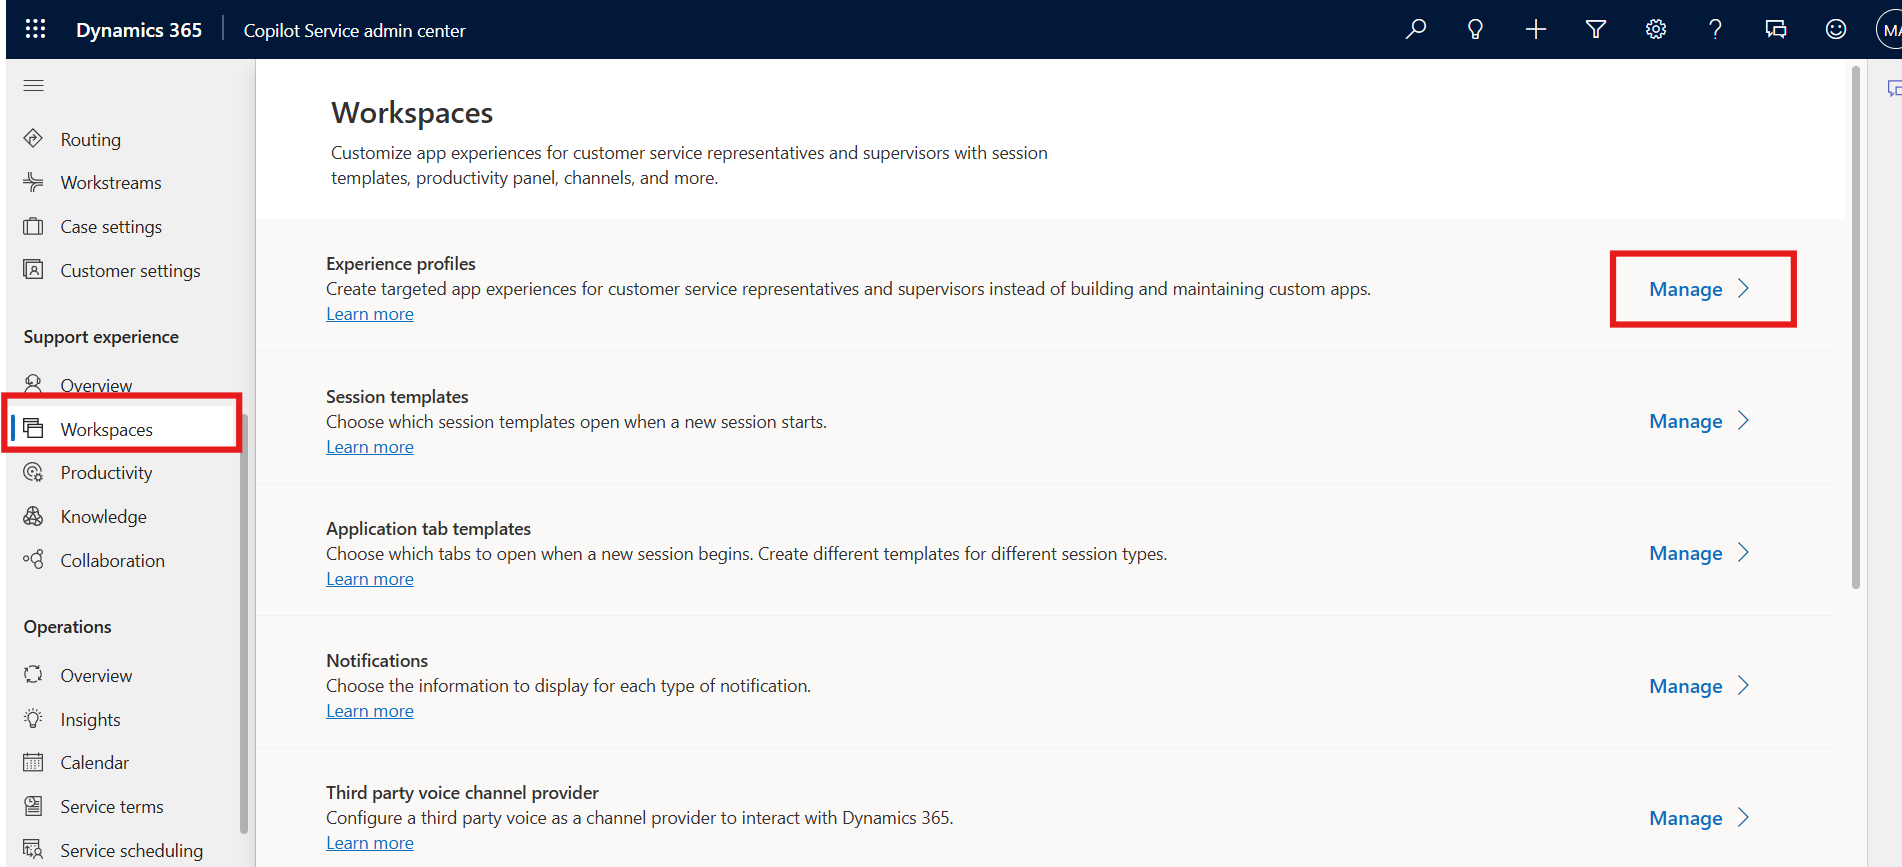 Dynamics 365
Copilot Service admin center
MA
Routing
Workstreams
Case settings
Customer settings
Support experience
Overview
Workspaces
Productivity
Knowledge
Collaboration
Operations
Overview
Insights
Calendar
Service terms
Service scheduling
Workspaces
Customize app experiences for customer service representatives and supervisors with session
templates, productivity panel, channels, and more.
Experience profiles
Create targeted app experiences for customer service representatives and supervisors instead of building and maintaining custom apps.
Learn more
Manage
Session templates
Choose which session templates open when a new session starts.
Learn more
Manage
Application tab templates
Choose which tabs to open when a new session begins. Create different templates for different session types.
Learn more
Manage
Notifications
Choose the information to display for each type of notification.
Learn more
Manage
Third party voice channel provider
Configure a third party voice as a channel provider to interact with Dynamics 365.
Learn more
Manage